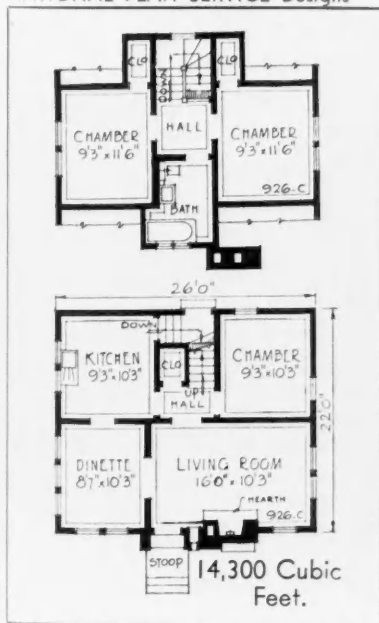 CLO
CLO
DOWN
CHAMBER
9'3"x11'6"
HALL
CHAMBER
9'3"x11'6"
926-C
BATH
26'0"
DOWN
KITCHEN
9'3"x10'3"
CLO
UP
HALL
CHAMBER
9'3"x10'3"
22'0"
DINETTE
8'7"x10'3"
LIVING ROOM
16'0"x10'3"
HEARTH
926-C
STOOP
14,300 Cubic
Feet.